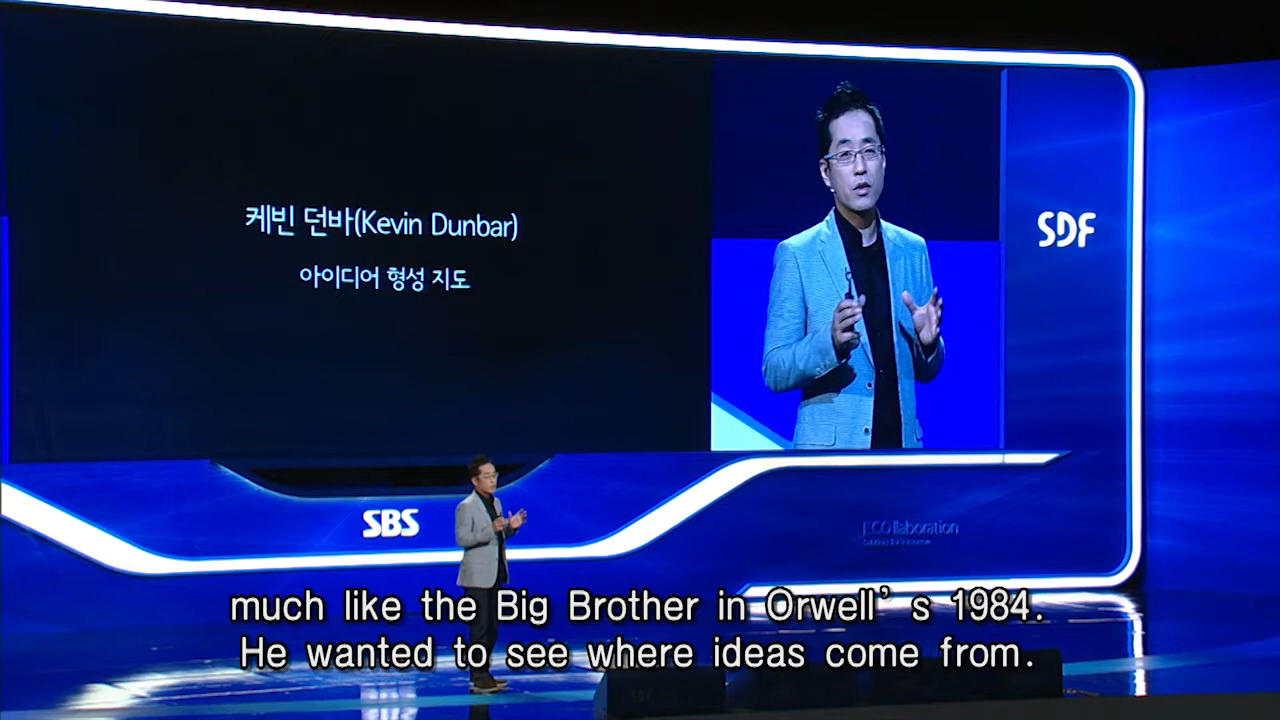 케빈 던바(Kevin Dunbar)
아이디어 형성 지도
SDF
SBS
ECOllaboration
much like the Big Brother in Orwell's 1984.
He wanted to see where ideas come from.